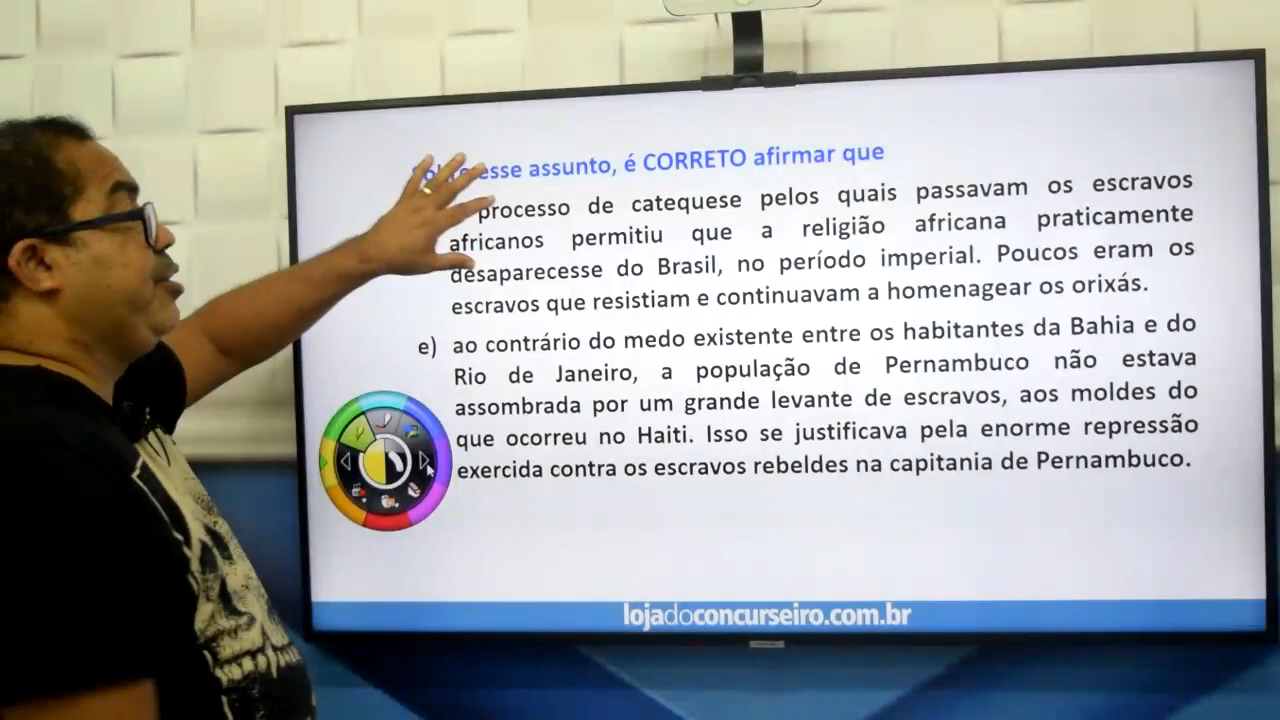 Sobre esse assunto, é CORRETO afirmar que
processo de catequese pelos quais passavam os escravos
africanos permitiu que a religião africana praticamente
desaparecesse do Brasil, no período imperial. Poucos eram os
escravos que resistiam e continuavam a homenagear os orixás.
e) ao contrário do medo existente entre os habitantes da Bahia e do
Rio de Janeiro, a população de Pernambuco não estava
assombrada por um grande levante de escravos, aos moldes do
que ocorreu no Haiti. Isso se justificava pela enorme repressão
exercida contra os escravos rebeldes na capitania de Pernambuco.
lojadoconcurseiro.com.br